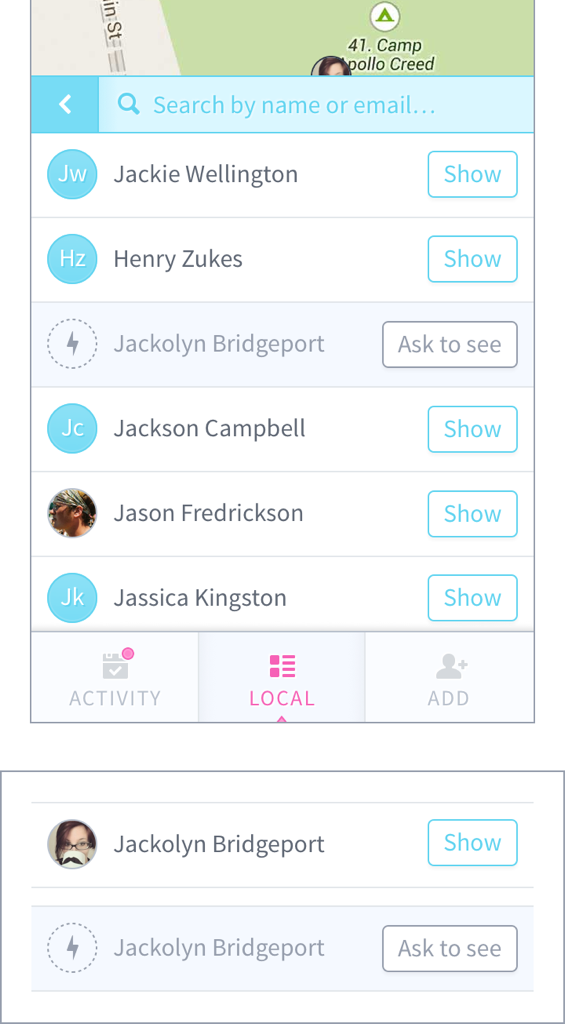 in St
41. Camp
pollo Creed
Search by name or email...
Jw Jackie Wellington Show
Hz Henry Zukes Show
Jackolyn Bridgeport Ask to see
Jc Jackson Campbell Show
Jason Fredrickson Show
Jk Jassica Kingston Show
ACTIVITY LOCAL ADD
Jackolyn Bridgeport Show
Jackolyn Bridgeport Ask to see